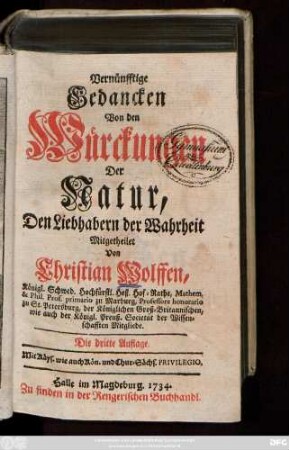 Vernünfftige
Gedancken
Von den
Würckungen
Der
Natur,
Den Liebhabern der Wahrheit
Mitgetheilet
Von
Christian Wolffen,
Königl. Schwed. Hochfürstl. Heß. Hof-Rathe, Mathem.
& Phil. Prof. primario zu Marburg, Professore honorario
zu St. Petersburg, der Königlichen Groß-Britannischen,
wie auch der Königl. Preuß. Societät der Wissen-
schafften Mitgliede.
Die dritte Auflage.
Mit Käys. wie auch Kön. und Chur-Sächs. PRIVILEGIO,
Halle im Magdeburg. 1734.
Zu finden in der Rengerischen Buchhandl.
Gymnasium